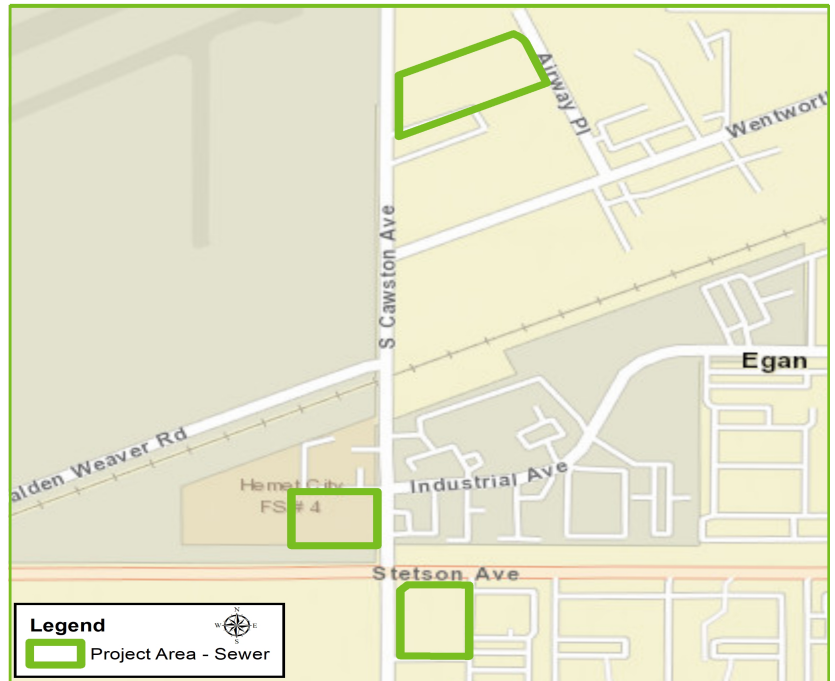 Airway Pl
Wentwort
S Cawston Ave
Egan
alden Weaver Rd
Hemet City
FS # 4
Industrial Ave
Stetson Ave
Legend
N
W
E
S
Project Area - Sewer